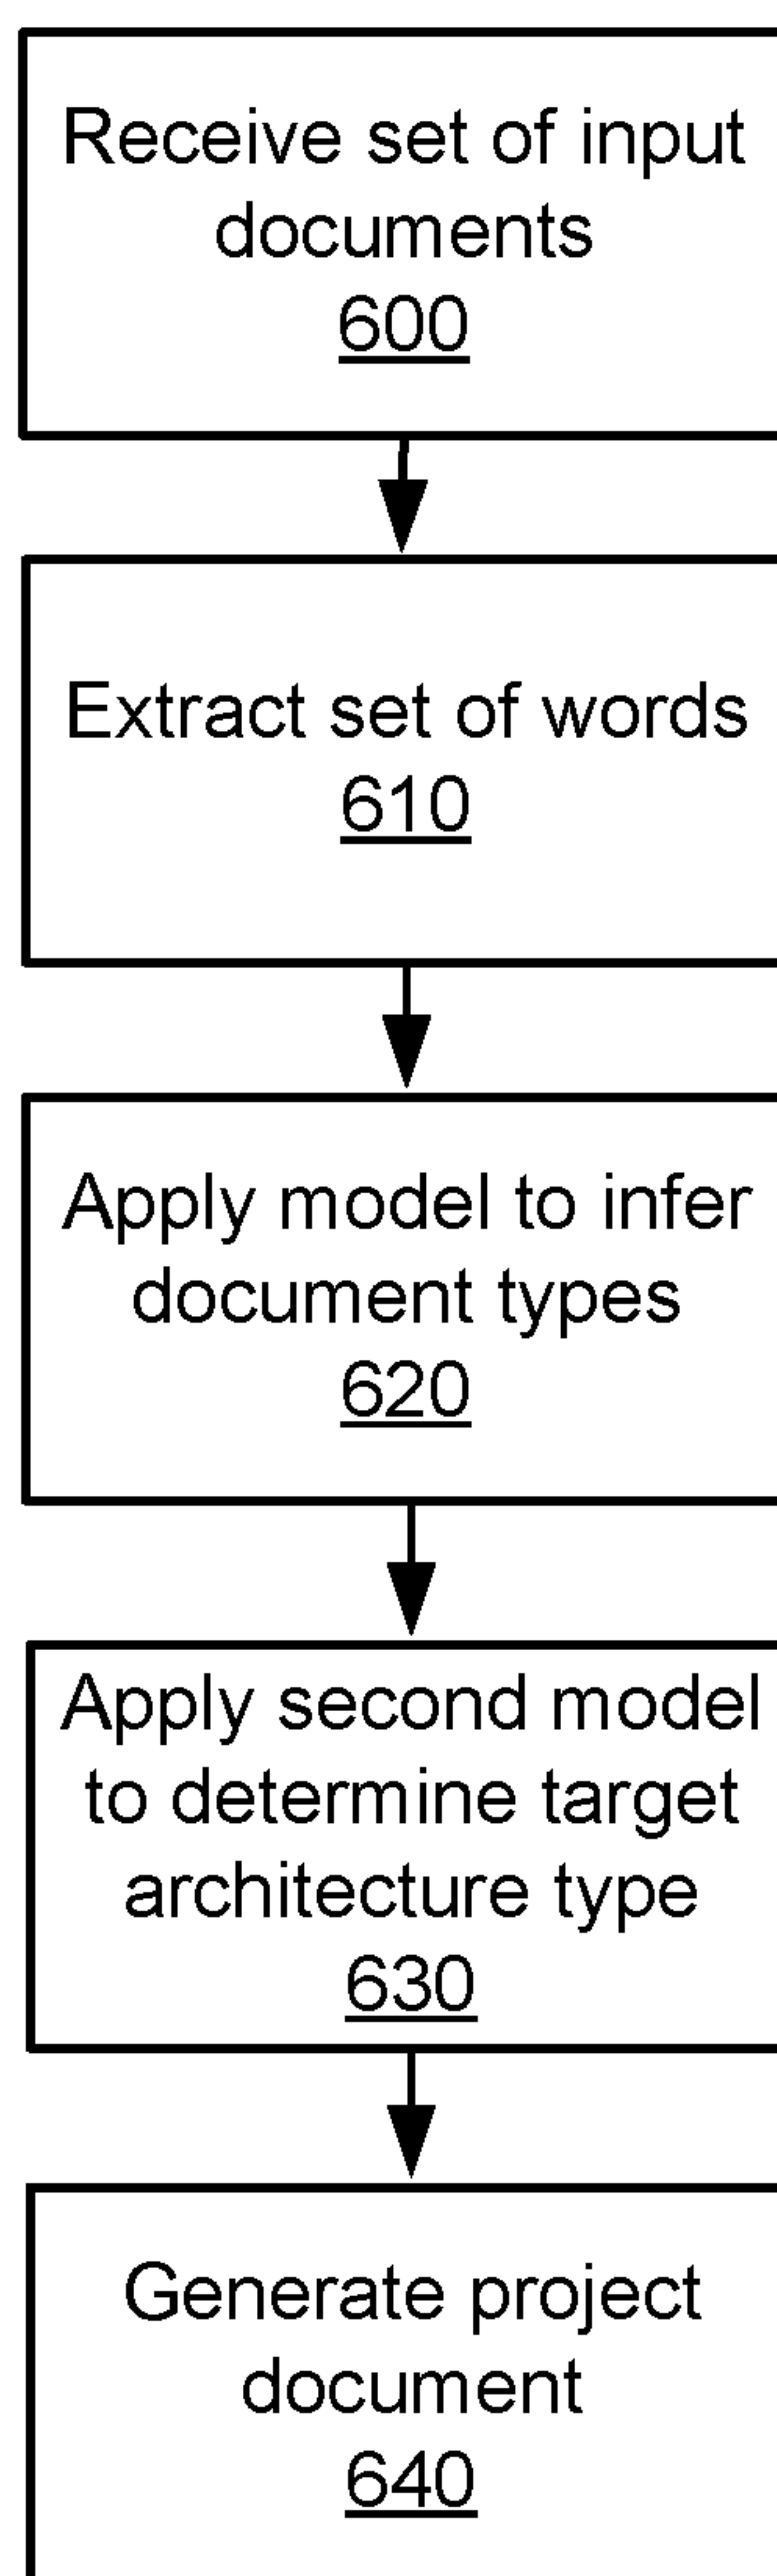 Receive set of input
documents
600
Extract set of words
610
Apply model to infer
document types
620
Apply second model
to determine target
architecture type
630
Generate project
document
640